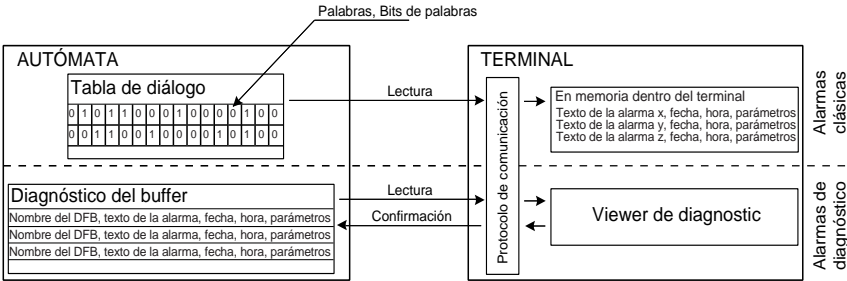 Palabras, Bits de palabras
AUTÓMATA
Tabla de diálogo
0 1 0 1 1 0 0 1 0 0 0 0 0 1 0 0
0 0 1 1 0 0 1 0 0 0 1 0 0 1 0 0
Lectura
TERMINAL
Protocolo de comunicación
En memoria dentro del terminal
Texto de la alarma x, fecha, hora, parámetros
Texto de la alarma y, fecha, hora, parámetros
Texto de la alarma z, fecha, hora, parámetros
Alarmas
clásicas
Diagnóstico del buffer
Nombre del DFB, texto de la alarma, fecha, hora, parámetros
Nombre del DFB, texto de la alarma, fecha, hora, parámetros
Nombre del DFB, texto de la alarma, fecha, hora, parámetros
Lectura
Confirmación
Viewer de diagnostic
Alarmas de
diagnóstico